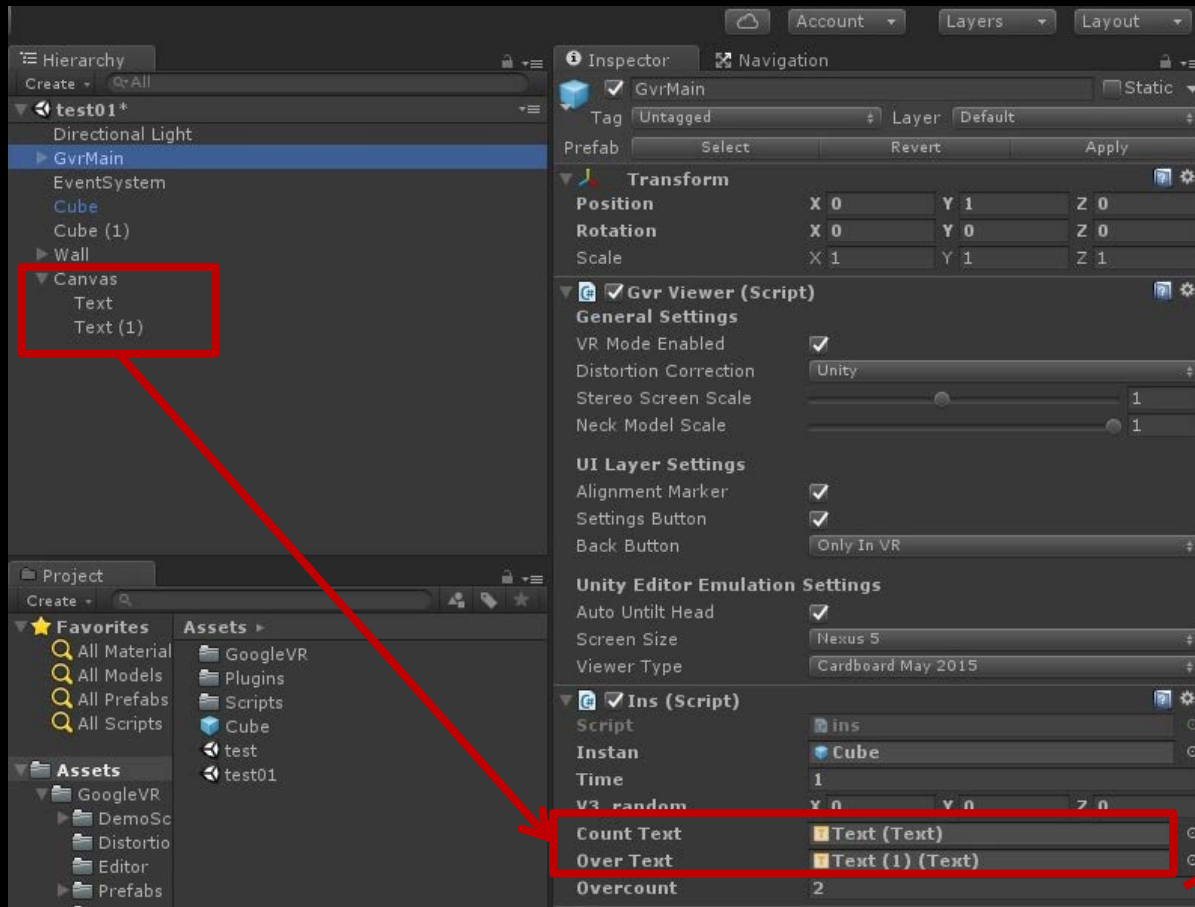 Account
Layers
Layout
Hierarchy
Create
All
test01*
Directional Light
GvrMain
EventSystem
Cube
Cube (1)
Wall
Canvas
Text
Text (1)
Project
Create
Favorites
All Material
All Models
All Prefabs
All Scripts
Assets
GoogleVR
DemoSc
Distortio
Editor
Prefabs
Assets
GoogleVR
Plugins
Scripts
Cube
test
test01
Inspector
Navigation
GvrMain
Static
Tag Untagged Layer Default
Prefab Select Revert Apply
Transform
Position X 0 Y 1 Z 0
Rotation X 0 Y 0 Z 0
Scale X 1 Y 1 Z 1
Gvr Viewer (Script)
General Settings
VR Mode Enabled
Distortion Correction Unity
Stereo Screen Scale 1
Neck Model Scale 1
UI Layer Settings
Alignment Marker
Settings Button
Back Button Only In VR
Unity Editor Emulation Settings
Auto Untilt Head
Screen Size Nexus 5
Viewer Type Cardboard May 2015
Ins (Script)
Script ins
Instan Cube
Time 1
V3_random X 0 Y 0 Z 0
Count Text Text (Text)
Over Text Text (1) (Text)
Overcount 2